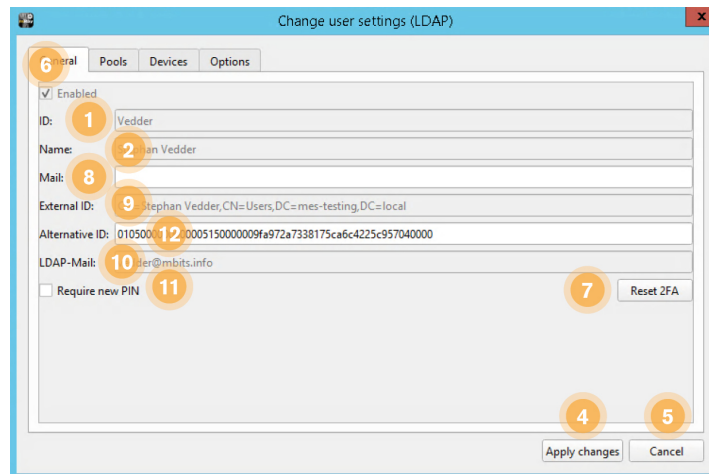 Change user settings (LDAP)
x
6 Pools Devices Options
Enabled
ID: 1 Vedder
Name: 2 Vedder
Mail: 8
External ID: 9 Stephan Vedder,CN=Users,DC=mes-testing,DC=local
Alternative ID: 12
LDAP-Mail: 10
Require new PIN 11 7 Reset 2FA
4 5
Apply changes Cancel